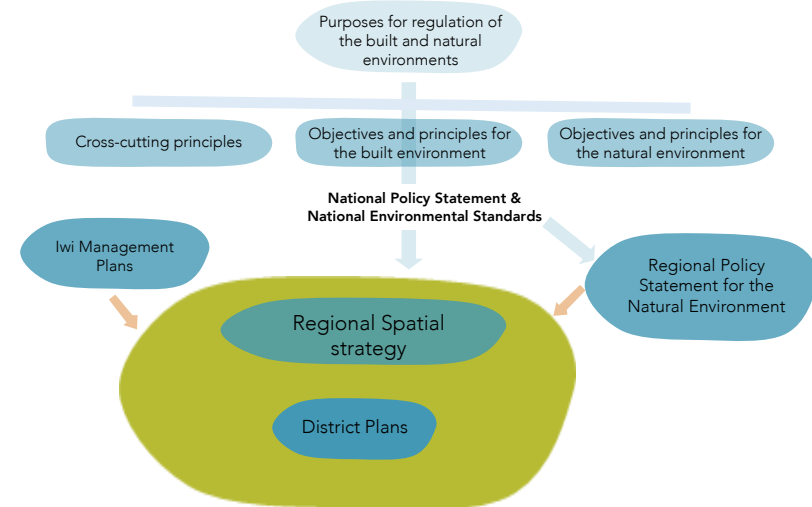 Purposes for regulation of
the built and natural
environments
Cross-cutting principles
Objectives and principles for
the built environment
Objectives and principles for
the natural environment
National Policy Statement &
National Environmental Standards
Iwi Management
Plans
Regional Policy
Statement for the
Natural Environment
Regional Spatial
strategy
District Plans